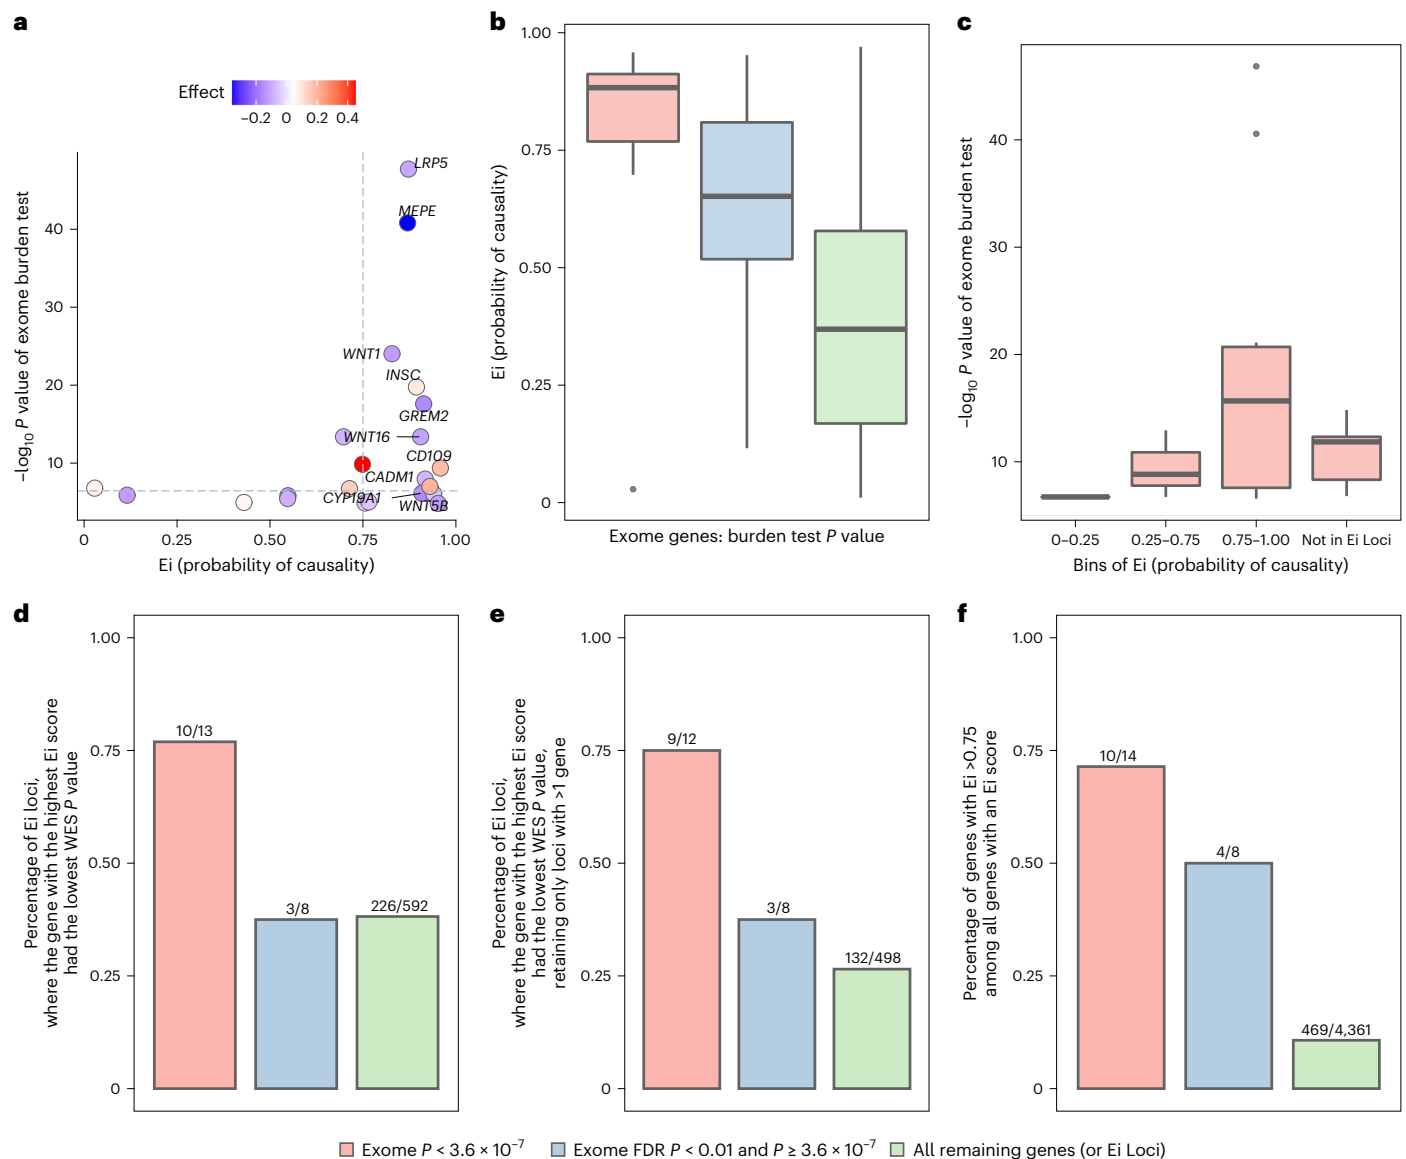 a
Effect
−0.2 0 0.2 0.4
−log10 P value of exome burden test
40
30
20
10
LRP5
MEPE
WNT1
INSC
GREM2
WNT16
CD109
CADM1
CYP19A1
WNT5B
0 0.25 0.50 0.75 1.00
Ei (probability of causality)
b
Ei (probability of causality)
1.00
0.75
0.50
0.25
0
Exome genes: burden test P value
c
−log10 P value of exome burden test
40
30
20
10
0–0.25 0.25–0.75 0.75–1.00 Not in Ei Loci
Bins of Ei (probability of causality)
d
Percentage of Ei loci,
where the gene with the highest Ei score
had the lowest WES P value
1.00
0.75
0.50
0.25
0
10/13
3/8
226/592
e
Percentage of Ei loci,
where the gene with the highest Ei score
had the lowest WES P value,
retaining only loci with >1 gene
1.00
0.75
0.50
0.25
0
9/12
3/8
132/498
f
Percentage of genes with Ei >0.75
among all genes with an Ei score
1.00
0.75
0.50
0.25
0
10/14
4/8
469/4,361
Exome P < 3.6 × 10−7
Exome FDR P < 0.01 and P ≥ 3.6 × 10−7
All remaining genes (or Ei Loci)